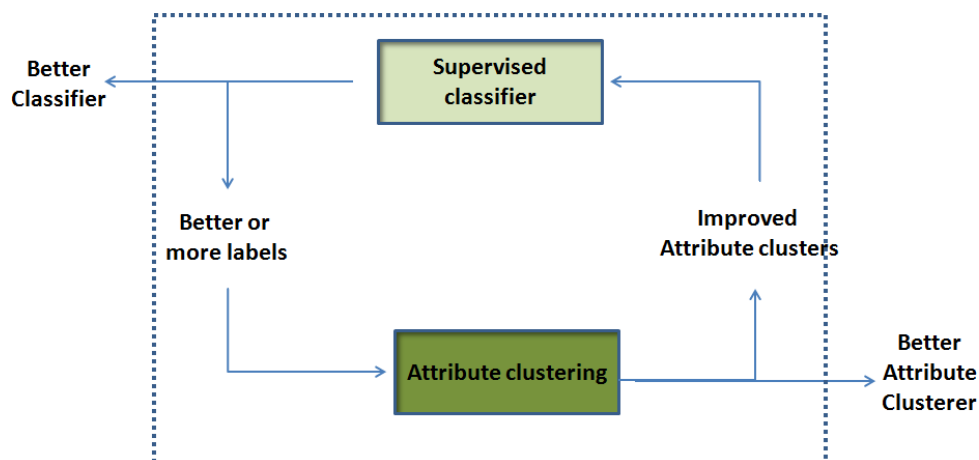 Better
Classifier
Supervised
classifier
Better or
more labels
Improved
Attribute clusters
Attribute clustering
Better
Attribute
Clusterer